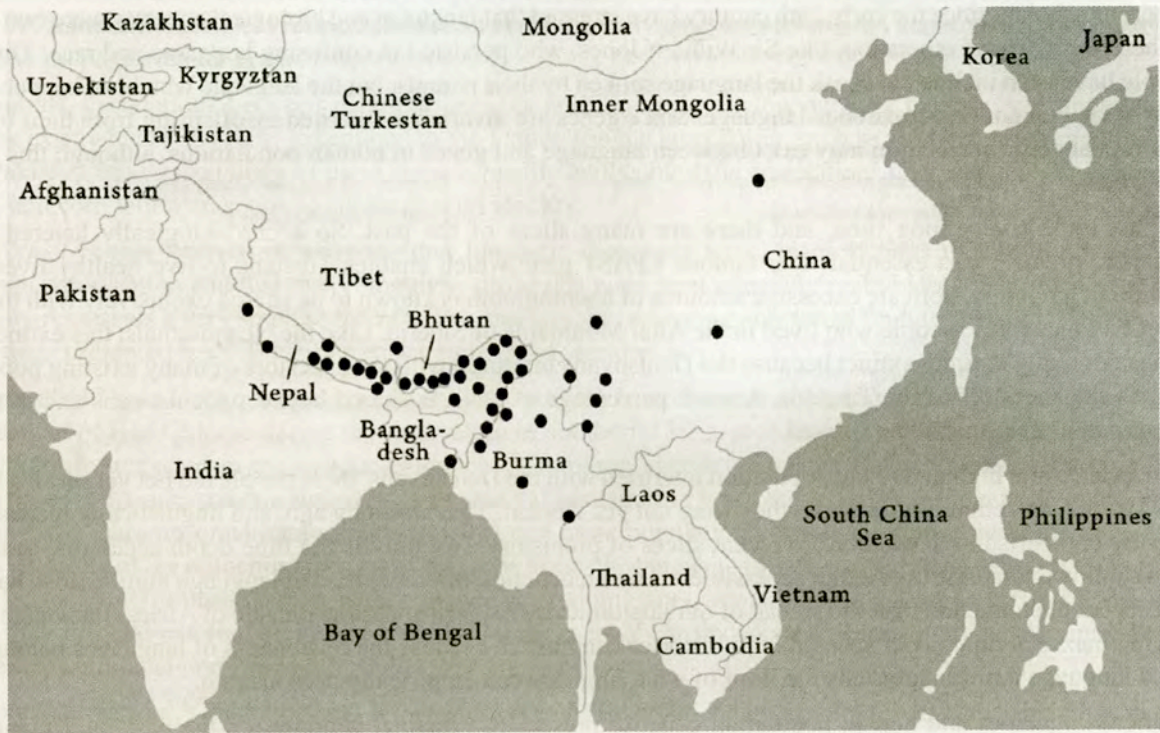 Kazakhstan
Mongolia
Japan
Korea
Uzbekistan
Kyrgyztan
Chinese
Turkestan
Inner Mongolia
Tajikistan
Afghanistan
China
Tibet
Pakistan
Bhutan
Nepal
Bangla-
desh
Burma
India
Laos
South China
Sea
Philippines
Thailand
Vietnam
Bay of Bengal
Cambodia